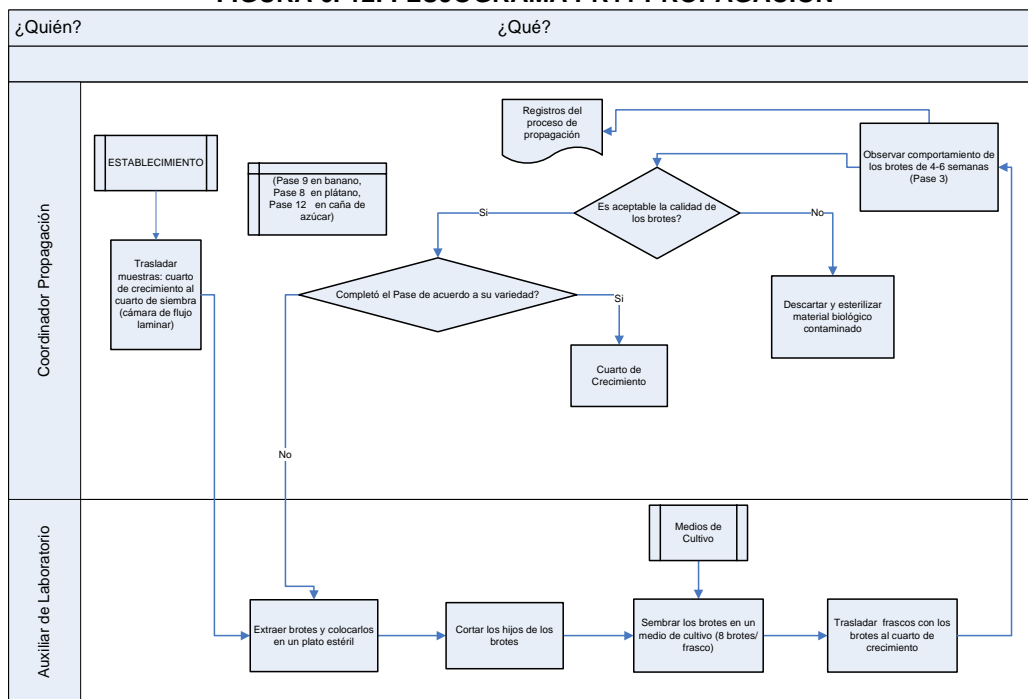 ¿Quién?
¿Qué?
Coordinador Propagación
ESTABLECIMIENTO
(Pase 9 en banano,
Pase 8 en plátano,
Pase 12 en caña de
azúcar)
Registros del
proceso de
propagación
Observar comportamiento de
los brotes de 4-6 semanas
(Pase 3)
Es aceptable la calidad de
los brotes?
Si
No
Trasladar
muestras: cuarto
de crecimiento al
cuarto de siembra
(cámara de flujo
laminar)
Completó el Pase de acuerdo a su variedad?
Si
Descartar y esterilizar
material biológico
contaminado
Cuarto de
Crecimiento
No
Auxiliar de Laboratorio
Medios de
Cultivo
Extraer brotes y colocarlos
en un plato estéril
Cortar los hijos de los
brotes
Sembrar los brotes en un
medio de cultivo (8 brotes/
frasco)
Trasladar frascos con los
brotes al cuarto de
crecimiento